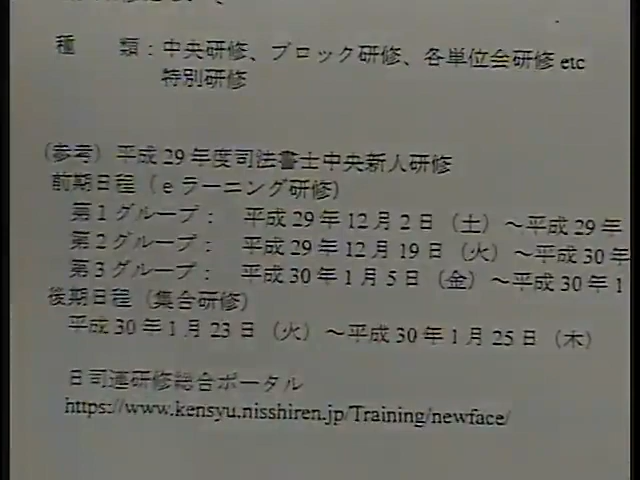 種　　類：中央研修、ブロック研修、各単位会研修 etc
特別研修
（参考）平成 29 年度司法書士中央新人研修
前期日程（ｅラーニング研修）
第１グループ：　平成 29 年 12 月 2 日（土）～平成 29 年
第２グループ：　平成 29 年 12 月 19 日（火）～平成 30 年
第３グループ：　平成 30 年 1 月 5 日（金）～平成 30 年 1
後期日程（集合研修）
平成 30 年 1 月 23 日（火）～平成 30 年 1 月 25 日（木）
日司連研修総合ポータル
https://www.kensyu.nisshiren.jp/Training/newface/